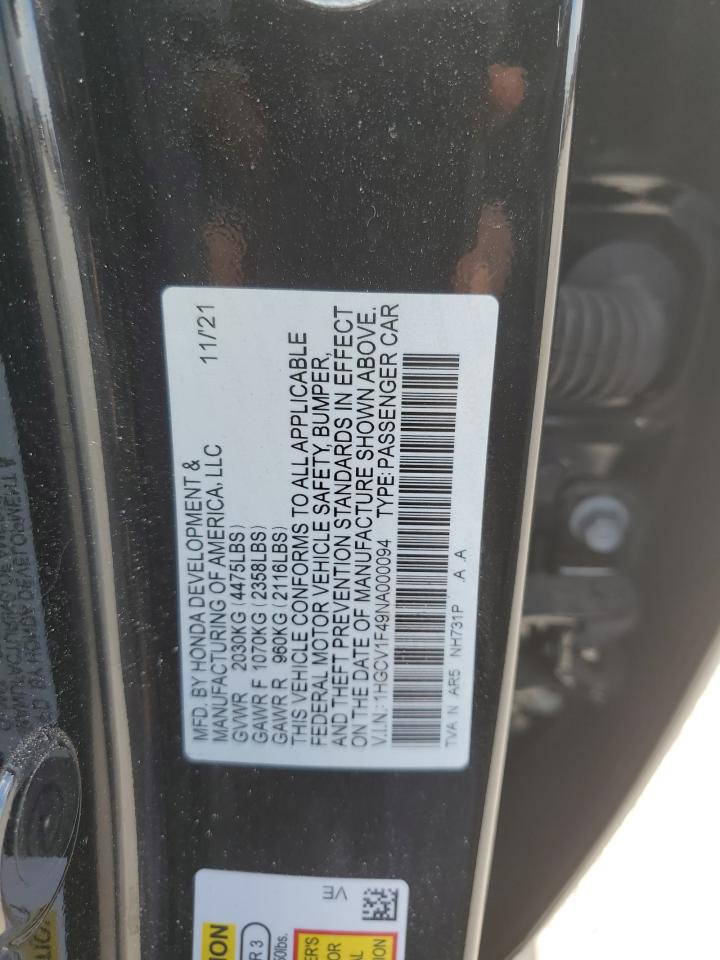 MFD. BY HONDA DEVELOPMENT &
MANUFACTURING OF AMERICA, LLC 11/'21
GVWR 2030KG (4475LBS)
GAWR F 1070KG (2358LBS)
GAWR R 960KG (2116LBS)
THIS VEHICLE CONFORMS TO ALL APPLICABLE
FEDERAL MOTOR VEHICLE SAFETY, BUMPER,
AND THEFT PREVENTION STANDARDS IN EFFECT
ON THE DATE OF MANUFACTURE SHOWN ABOVE.
V.I.N.: 1HGCV1F49NA000094 TYPE: PASSENGER CAR
TVA N AR5 NH731P .A .A
VE